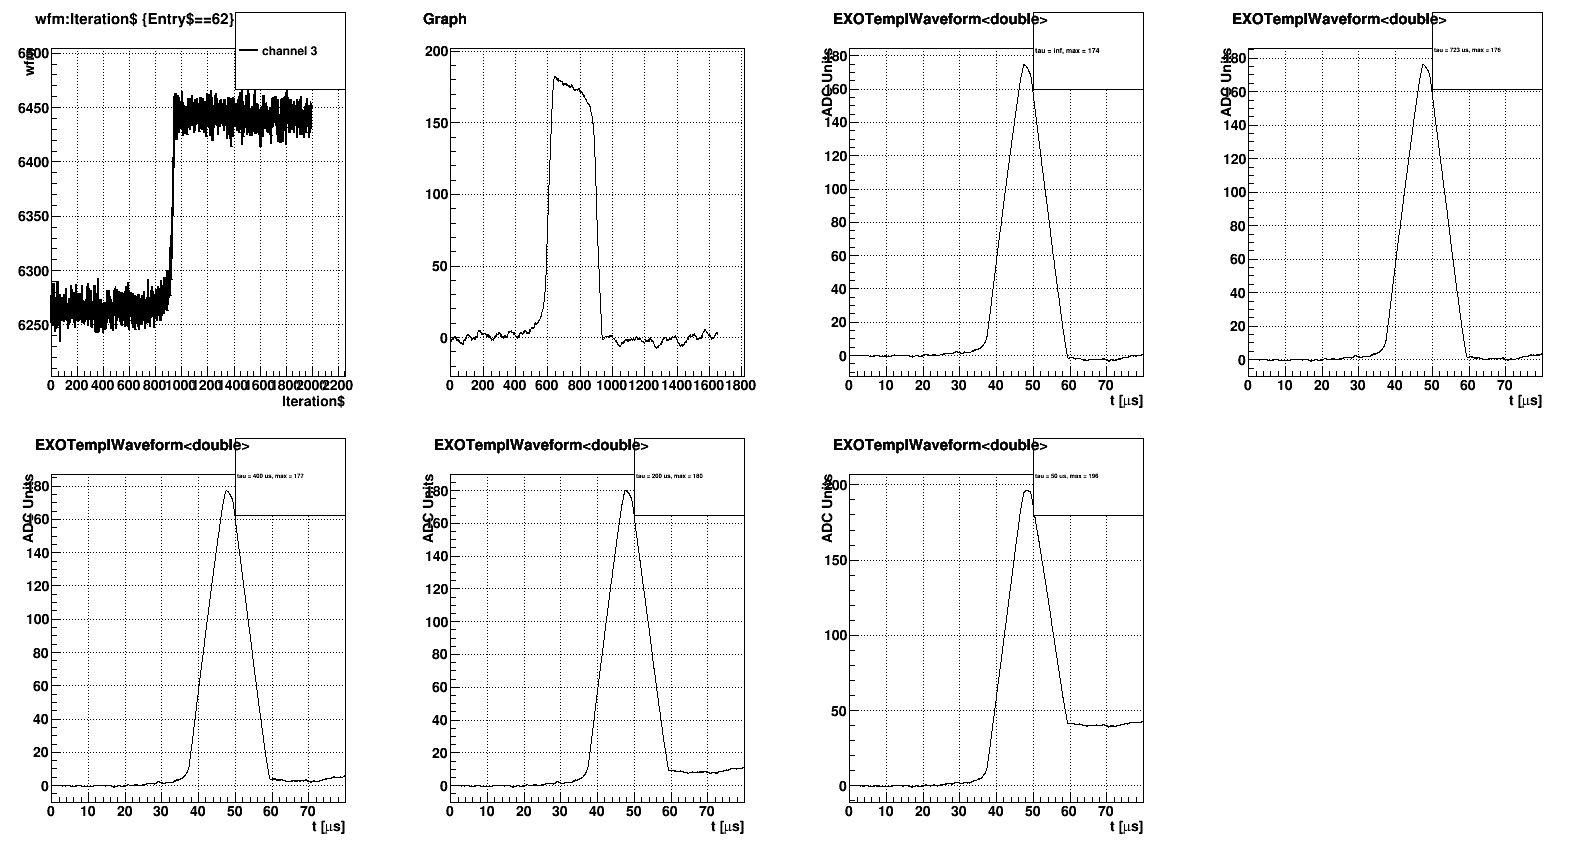 wfm:Iteration$ {Entry$==62}
channel 3
wfm
6500
6450
6400
6350
6300
6250
0 200 400 600 800 1000 1200 1400 1600 1800 2000 2200
Iteration$
Graph
200
150
100
50
0
0 200 400 600 800 1000 1200 1400 1600 1800
EXOTemplWaveform<double>
tau = inf, max = 174
ADC Units
180
160
140
120
100
80
60
40
20
0
0 10 20 30 40 50 60 70
t [μs]
EXOTemplWaveform<double>
tau = 723 us, max = 176
ADC Units
180
160
140
120
100
80
60
40
20
0
0 10 20 30 40 50 60 70
t [μs]
EXOTemplWaveform<double>
tau = 400 us, max = 177
ADC Units
180
160
140
120
100
80
60
40
20
0
0 10 20 30 40 50 60 70
t [μs]
EXOTemplWaveform<double>
tau = 200 us, max = 180
ADC Units
180
160
140
120
100
80
60
40
20
0
0 10 20 30 40 50 60 70
t [μs]
EXOTemplWaveform<double>
tau = 50 us, max = 196
ADC Units
200
150
100
50
0
0 10 20 30 40 50 60 70
t [μs]